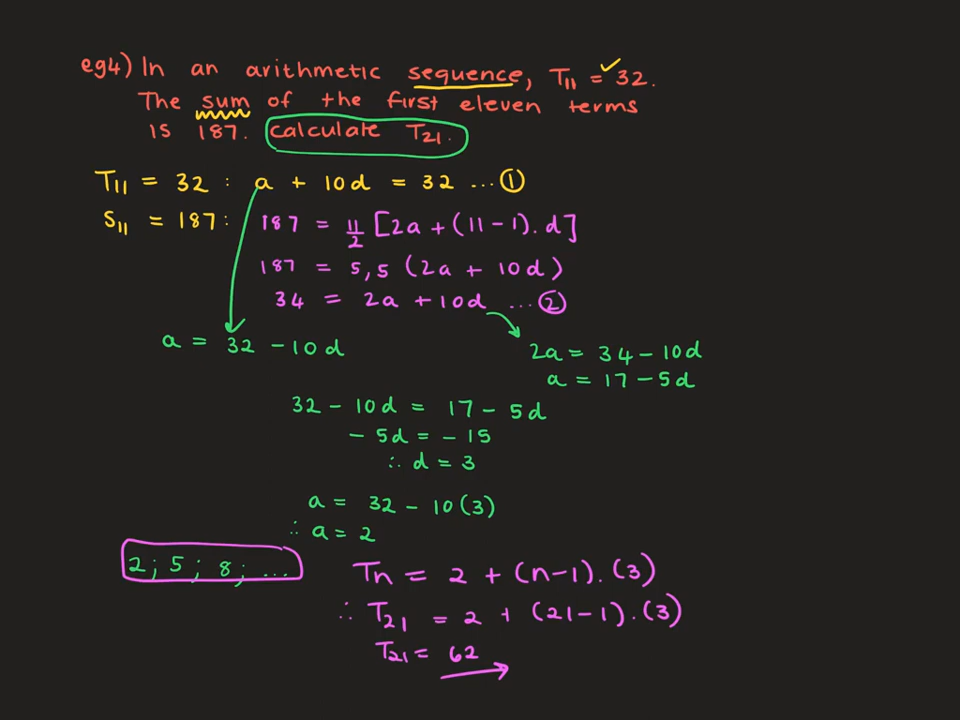 eg4) In an arithmetic sequence, T₁₁ = 32.
The sum of the first eleven terms
is 187. Calculate T₂₁.
T₁₁ = 32 : a + 10d = 32 ...①
S₁₁ = 187: 187 = 11/2 [2a + (11 - 1). d]
187 = 5,5 (2a + 10d)
34 = 2a + 10d ...②
a = 32 - 10d
2a = 34 - 10d
a = 17 - 5d
32 - 10d = 17 - 5d
- 5d = - 15
∴ d = 3
a = 32 - 10(3)
∴ a = 2
2; 5; 8; ...
Tn = 2 + (n-1). (3)
∴ T₂₁ = 2 + (21-1). (3)
T₂₁ = 62